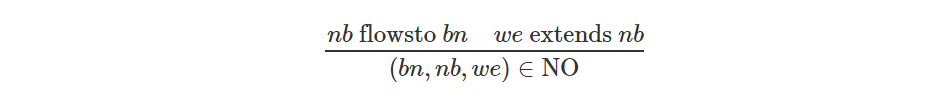 nb flowsto bn we extends nb
(bn, nb, we) ∈ NO